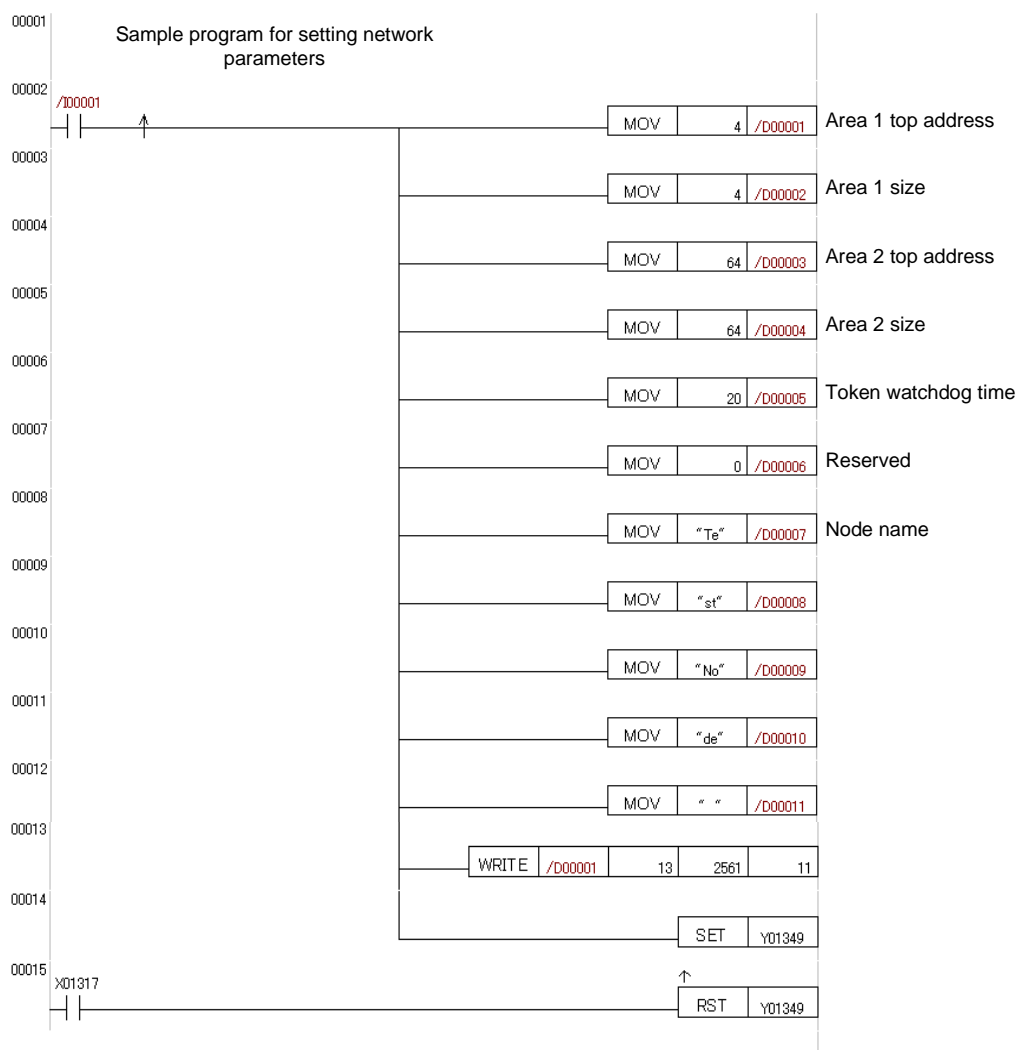 00001
Sample program for setting network
parameters
00002
/I00001
MOV 4 /D00001 Area 1 top address
00003
MOV 4 /D00002 Area 1 size
00004
MOV 64 /D00003 Area 2 top address
00005
MOV 64 /D00004 Area 2 size
00006
MOV 20 /D00005 Token watchdog time
00007
MOV 0 /D00006 Reserved
00008
MOV "Te" /D00007 Node name
00009
MOV "st" /D00008
00010
MOV "No" /D00009
00011
MOV "de" /D00010
00012
MOV " " /D00011
00013
WRITE /D00001 13 2561 11
00014
SET Y01349
00015
X01317
↑
RST Y01349